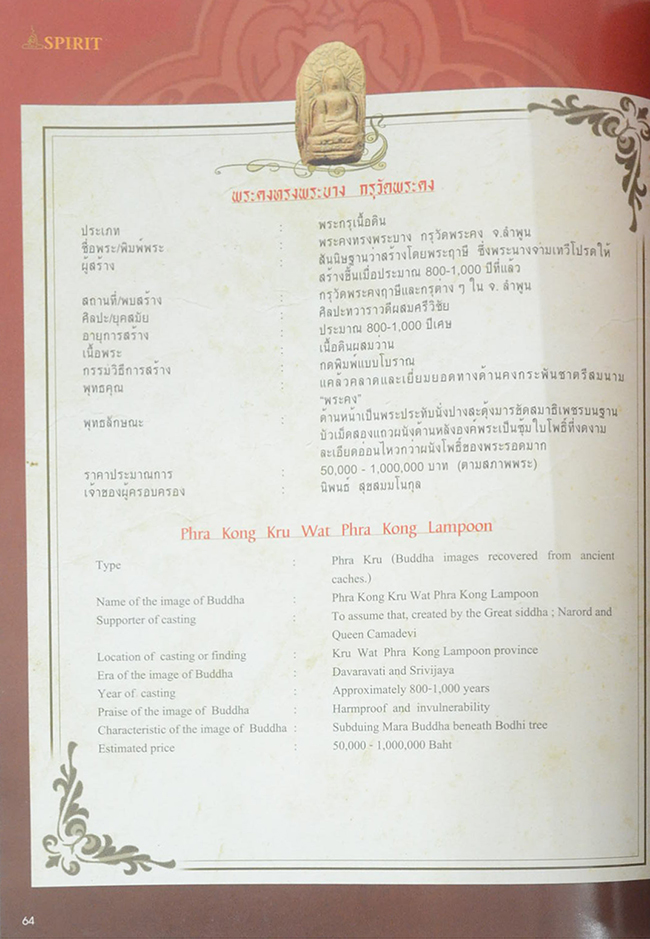 SPIRIT
พระคงทรงพระบาง กรุวัดพระคง
ประเภท : พระกรุเนื้อดิน
ชื่อพระ/พิมพ์พระ : พระคงทรงพระบาง กรุวัดพระคง จ.ลำพูน
ผู้สร้าง : สันนิษฐานว่าสร้างโดยพระฤาษี ซึ่งพระนางจามเทวีโปรดให้
สร้างขึ้นเมื่อประมาณ 800-1,000 ปีที่แล้ว
สถานที่/พบสร้าง : กรุวัดพระคงฤาษีและกรุต่าง ๆ ใน จ. ลำพูน
ศิลปะ/ยุคสมัย : ศิลปะทวาราวดีผสมศรีวิชัย
อายุการสร้าง : ประมาณ 800-1,000 ปีเศษ
เนื้อพระ : เนื้อดินผสมว่าน
กรรมวิธีการสร้าง : กดพิมพ์แบบโบราณ
พุทธคุณ : แคล้วคลาดและเยี่ยมยอดทางด้านคงกระพันชาตรีสมนาม
“พระคง”
พุทธลักษณะ : ด้านหน้าเป็นพระประทับนั่งปางสะดุ้งมารขัดสมาธิเพชรบนฐาน
บัวเม็ดสองแถวผนังด้านหลังองค์พระเป็นซุ้มใบโพธิ์ที่งดงาม
ละเอียดอ่อนไหวกว่าผนังโพธิ์ของพระรอดมาก
ราคาประมาณการ : 50,000 - 1,000,000 บาท (ตามสภาพพระ)
เจ้าของผู้ครอบครอง : นิพนธ์ สุขสมมโนกุล
Phra Kong Kru Wat Phra Kong Lampoon
Type : Phra Kru (Buddha images recovered from ancient
caches.)
Name of the image of Buddha : Phra Kong Kru Wat Phra Kong Lampoon
Supporter of casting : To assume that, created by the Great siddha ; Narord and
Queen Camadevi
Location of casting or finding : Kru Wat Phra Kong Lampoon province
Era of the image of Buddha : Davaravati and Srivijaya
Year of casting : Approximately 800-1,000 years
Praise of the image of Buddha : Harmproof and invulnerability
Characteristic of the image of Buddha : Subduing Mara Buddha beneath Bodhi tree
Estimated price : 50,000 - 1,000,000 Baht
64